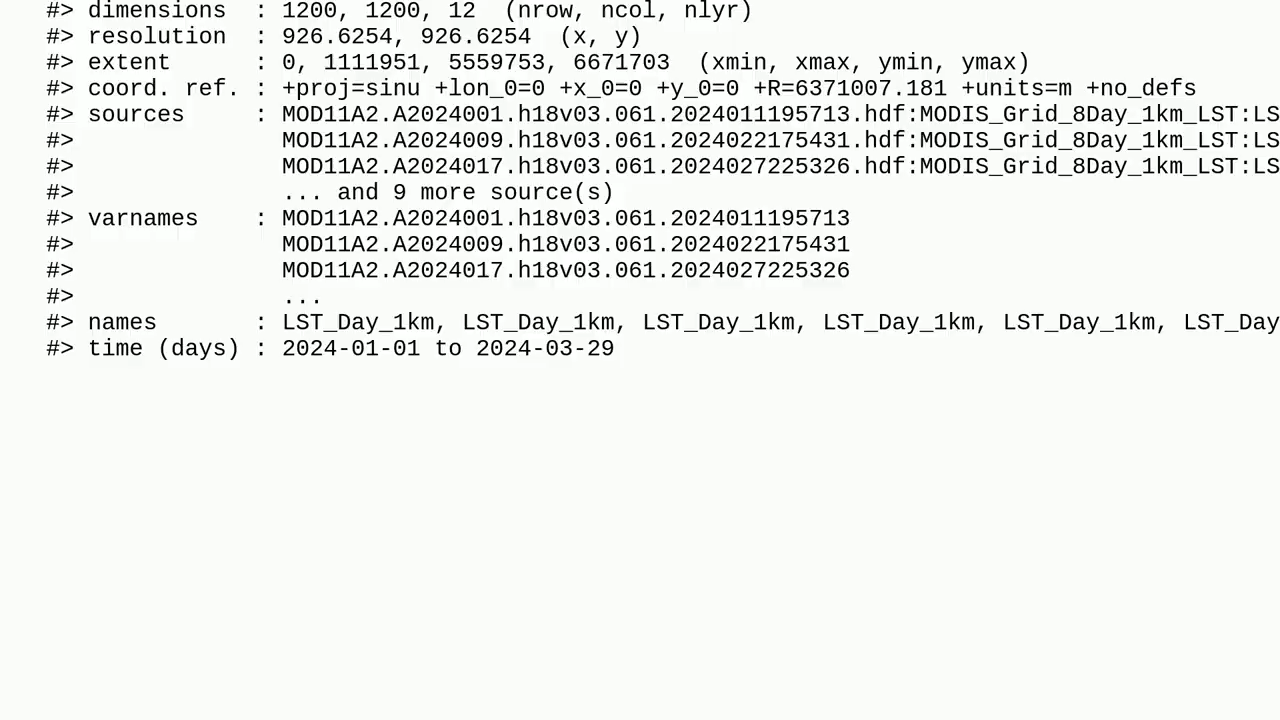 #> dimensions  : 1200, 1200, 12  (nrow, ncol, nlyr)
#> resolution  : 926.6254, 926.6254  (x, y)
#> extent      : 0, 1111951, 5559753, 6671703  (xmin, xmax, ymin, ymax)
#> coord. ref. : +proj=sinu +lon_0=0 +x_0=0 +y_0=0 +R=6371007.181 +units=m +no_defs
#> sources     : MOD11A2.A2024001.h18v03.061.2024011195713.hdf:MODIS_Grid_8Day_1km_LST:LS
#>               MOD11A2.A2024009.h18v03.061.2024022175431.hdf:MODIS_Grid_8Day_1km_LST:LS
#>               MOD11A2.A2024017.h18v03.061.2024027225326.hdf:MODIS_Grid_8Day_1km_LST:LS
#>               ... and 9 more source(s)
#> varnames    : MOD11A2.A2024001.h18v03.061.2024011195713
#>               MOD11A2.A2024009.h18v03.061.2024022175431
#>               MOD11A2.A2024017.h18v03.061.2024027225326
#>               ...
#> names       : LST_Day_1km, LST_Day_1km, LST_Day_1km, LST_Day_1km, LST_Day_1km, LST_Day
#> time (days) : 2024-01-01 to 2024-03-29